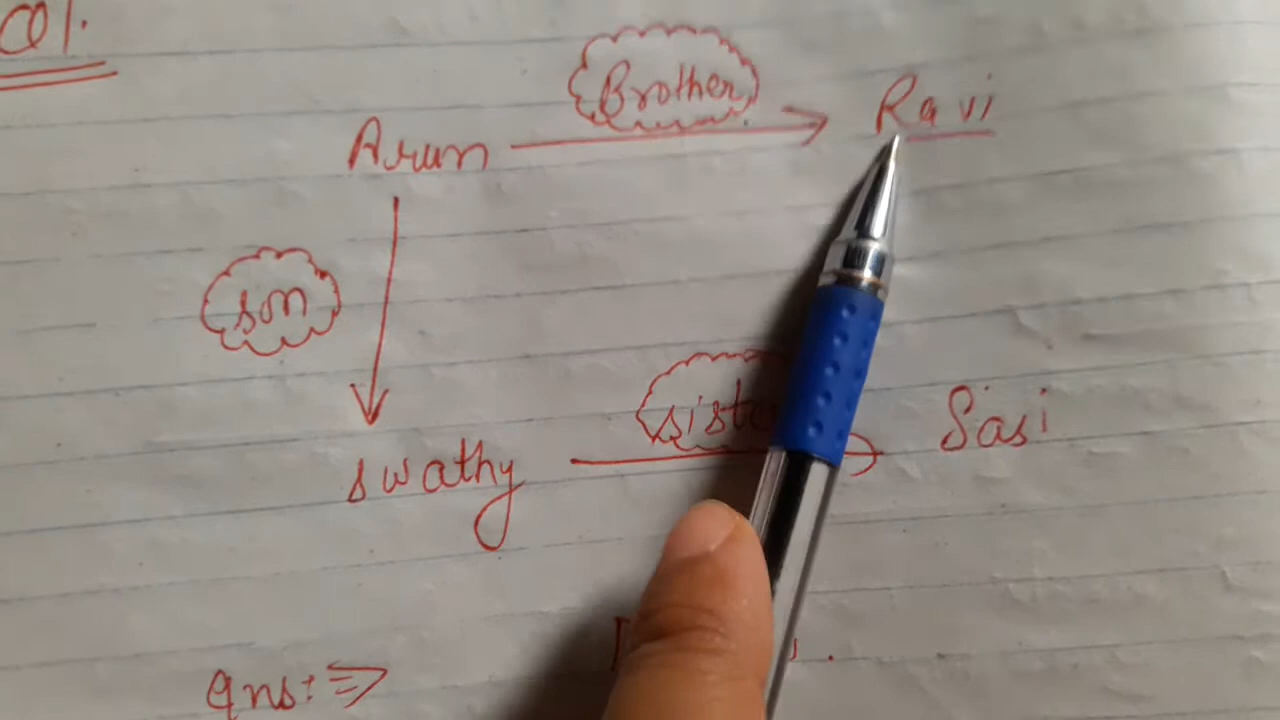 Q1.
Brother
Arun Ravi
son
sister
swathy Sasi
ans:⇒